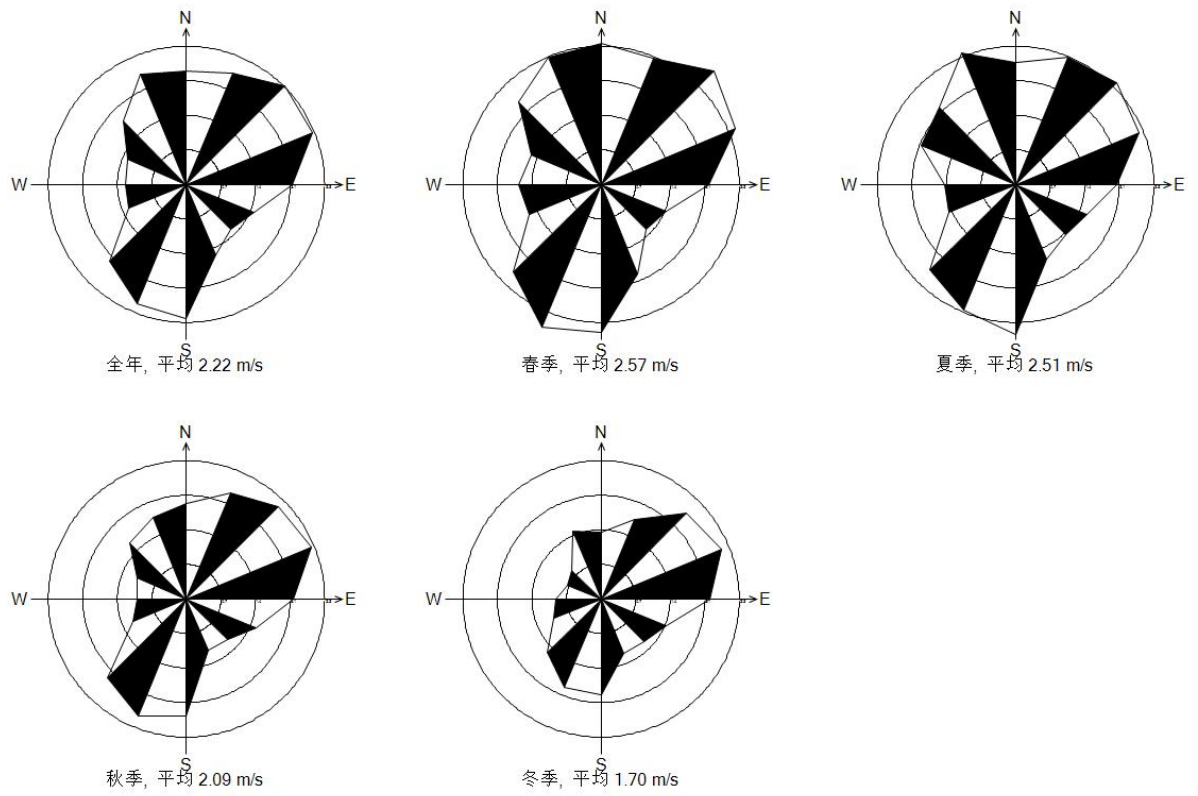 N
W
E
S
全年, 平均 2.22 m/s
N
W
E
S
春季, 平均 2.57 m/s
N
W
E
S
夏季, 平均 2.51 m/s
N
W
E
S
秋季, 平均 2.09 m/s
N
W
E
S
冬季, 平均 1.70 m/s